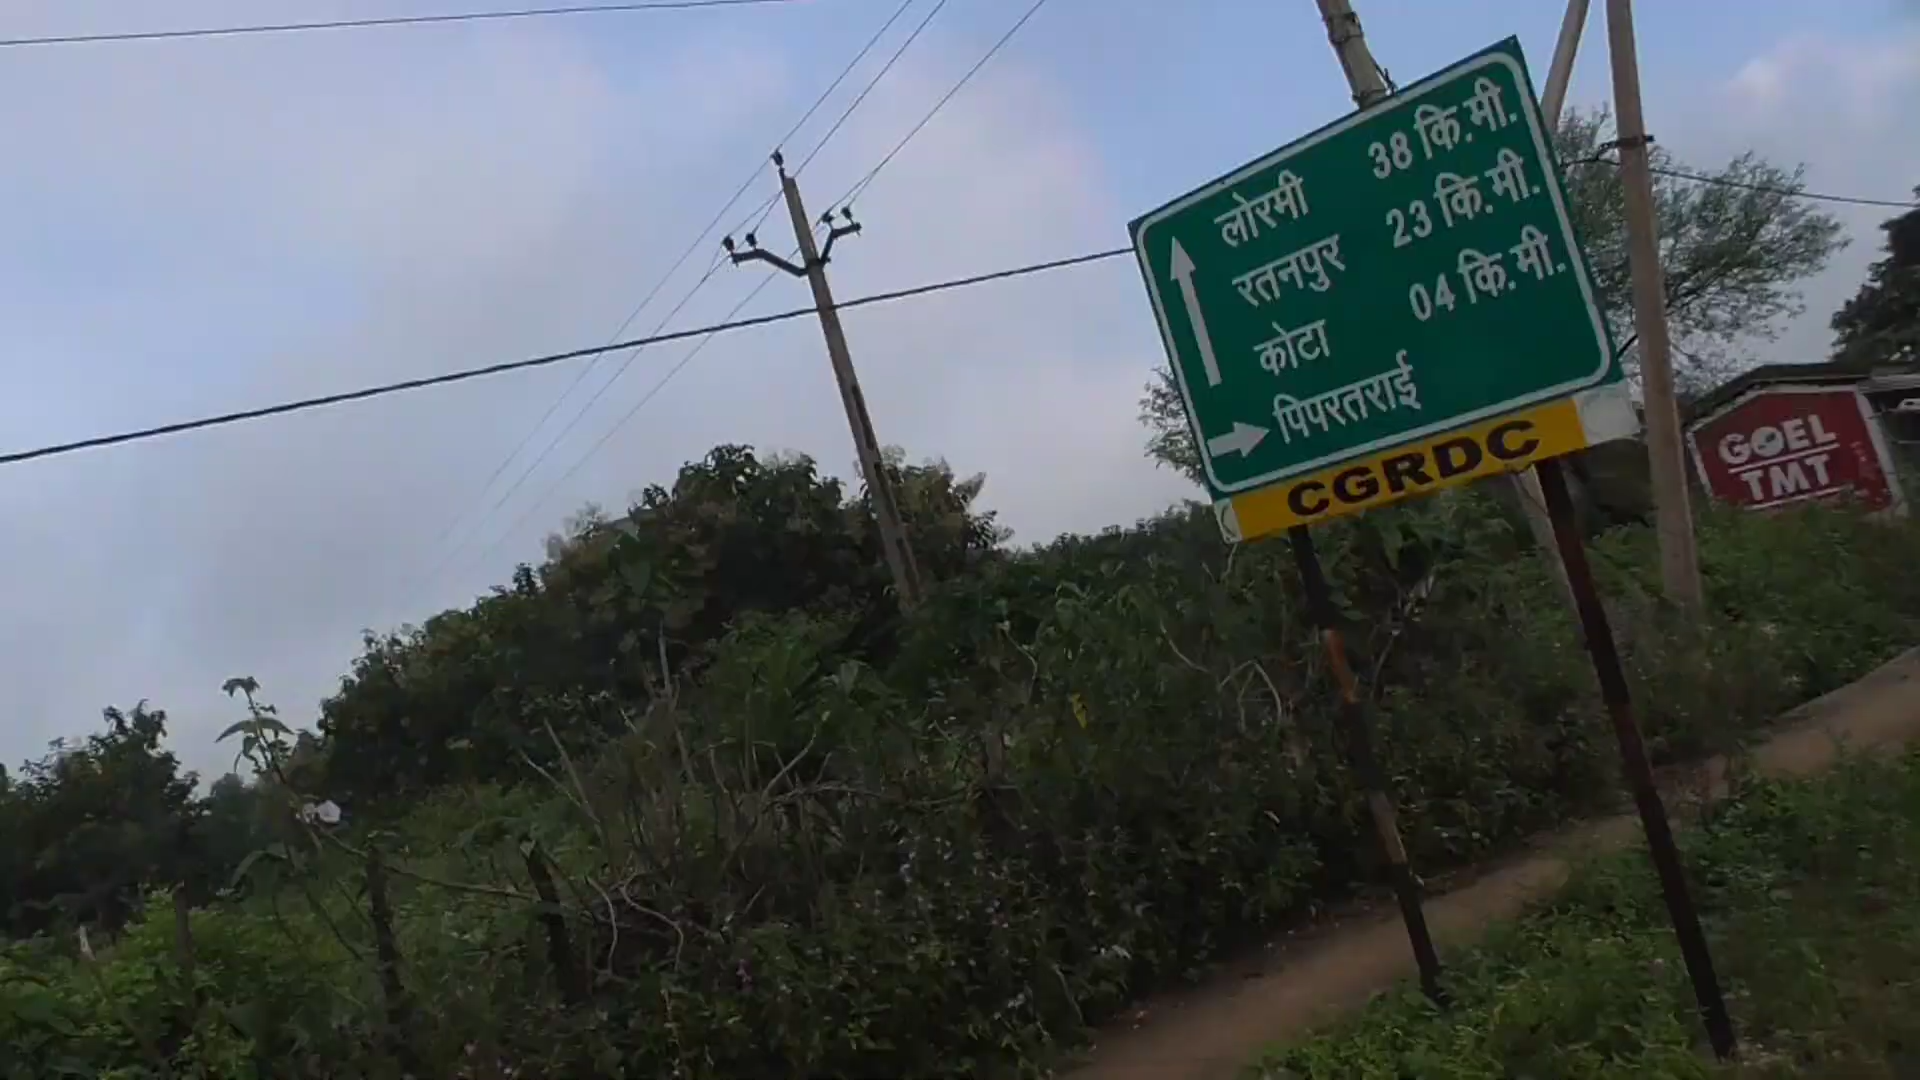 लोरमी 38 कि.मी.
रतनपुर 23 कि.मी.
कोटा 04 कि.मी.
पिपरतराई
CGRDC
GOEL
TMT